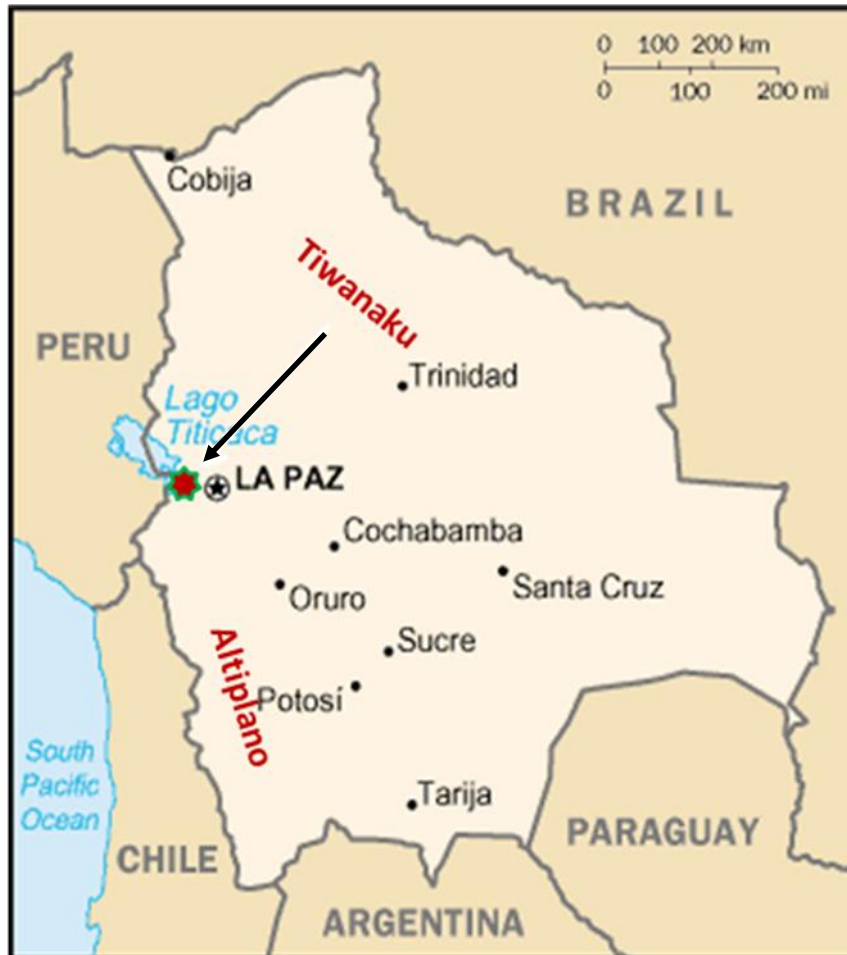 0 100 200 km
0 100 200 mi
Cobija
BRAZIL
Tiwanaku
PERU
Trinidad
Lago
Titicaca
LA PAZ
Cochabamba
Santa Cruz
Oruro
Sucre
Altiplano
Potosí
South
Pacific
Ocean
Tarija
PARAGUAY
CHILE
ARGENTINA